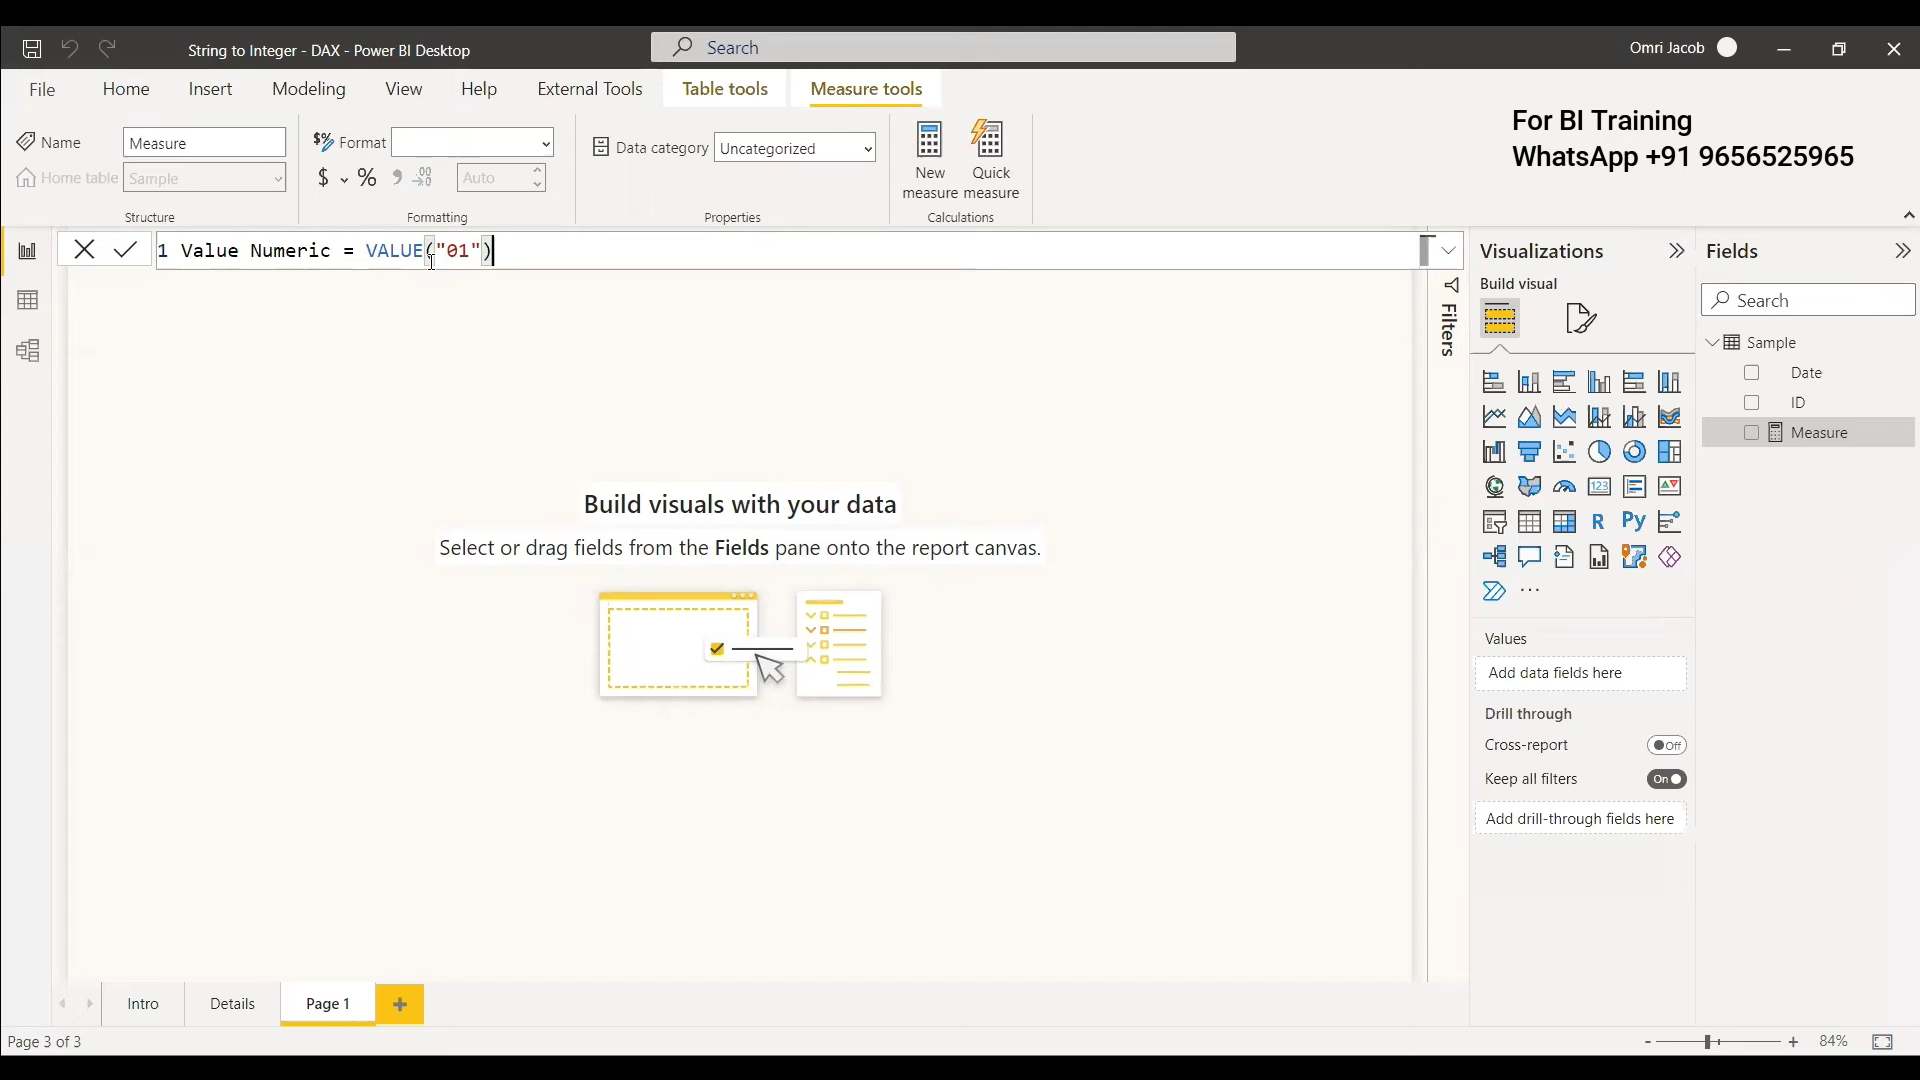 String to Integer - DAX - Power BI Desktop
Search
Omri Jacob
File
Home
Insert
Modeling
View
Help
External Tools
Table tools
Measure tools
For BI Training
WhatsApp +91 9656525965
Name
Measure
Home table
Sample
Structure
Format
$
%
Auto
Formatting
Data category
Uncategorized
Properties
New measure
Quick measure
Calculations
1 Value Numeric = VALUE("01")
Filters
Visualizations
Build visual
Fields
Search
Sample
Date
ID
Measure
123
R
Py
Build visuals with your data
Select or drag fields from the Fields pane onto the report canvas.
Values
Add data fields here
Drill through
Cross-report
Off
Keep all filters
On
Add drill-through fields here
Intro
Details
Page 1
Page 3 of 3
84%